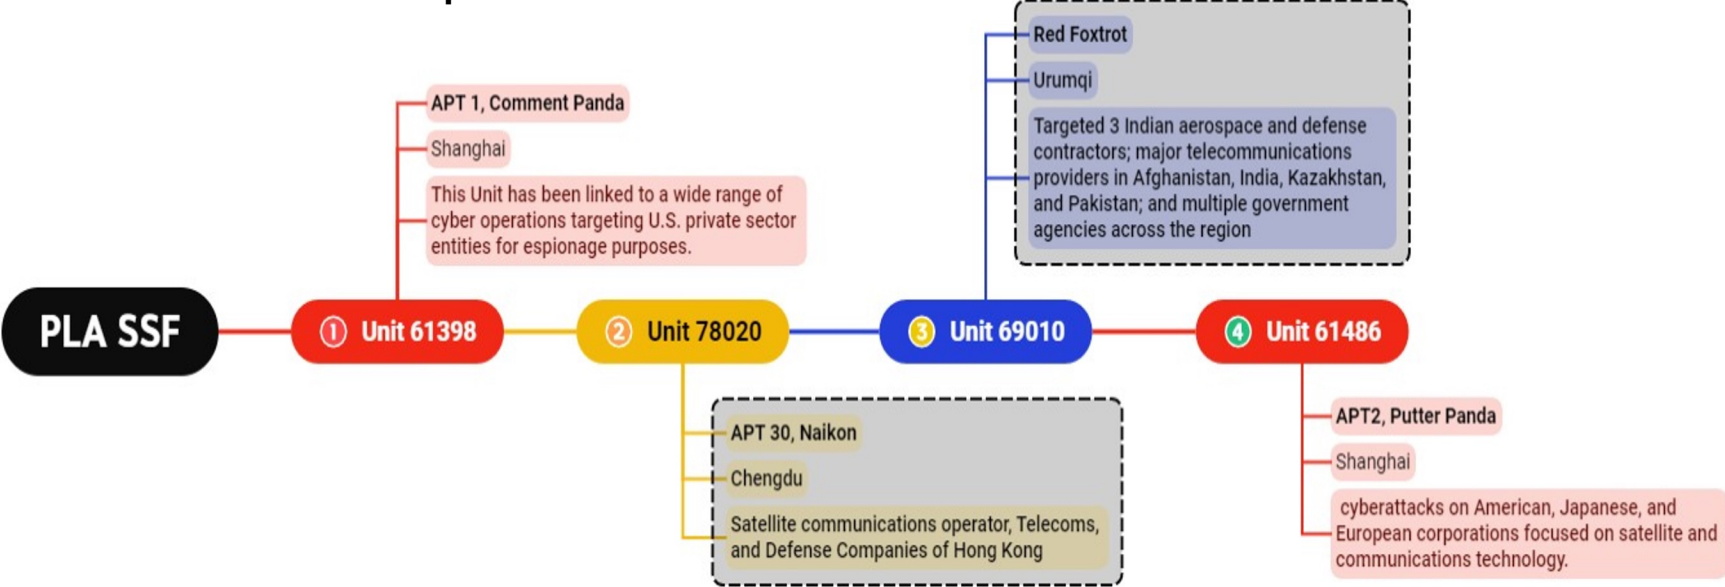 PLA SSF
1 Unit 61398
APT 1, Comment Panda
Shanghai
This Unit has been linked to a wide range of
cyber operations targeting U.S. private sector
entities for espionage purposes.
2 Unit 78020
APT 30, Naikon
Chengdu
Satellite communications operator, Telecoms,
and Defense Companies of Hong Kong
3 Unit 69010
Red Foxtrot
Urumqi
Targeted 3 Indian aerospace and defense
contractors; major telecommunications
providers in Afghanistan, India, Kazakhstan,
and Pakistan; and multiple government
agencies across the region
4 Unit 61486
APT2, Putter Panda
Shanghai
cyberattacks on American, Japanese, and
European corporations focused on satellite and
communications technology.